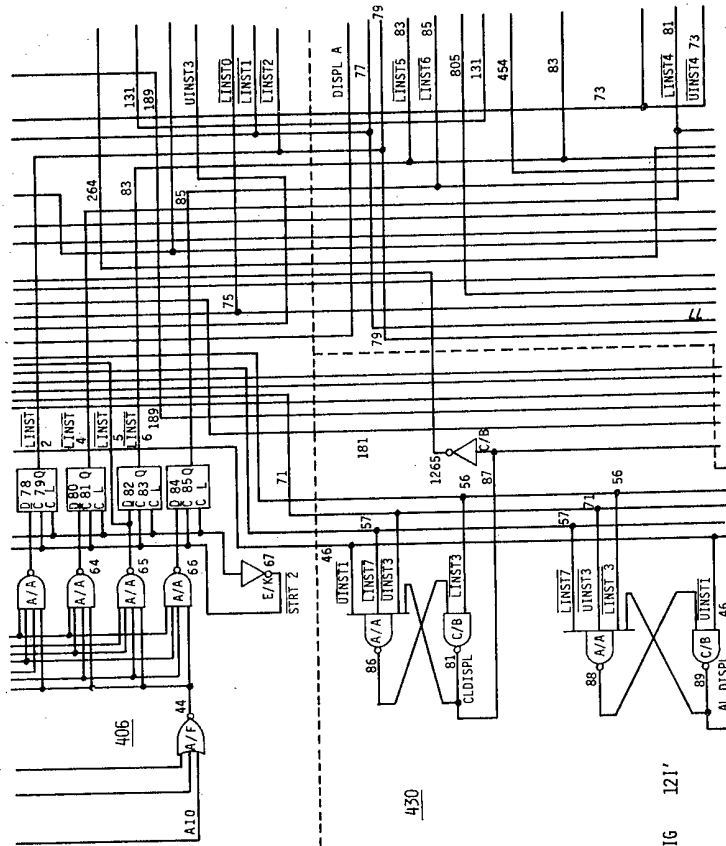 264
131
189
83
85
UINST3
LINST0
LINST1
LINST2
DISPL A
77
79
79
LINST5 83
LINST6 85
805
131
454
83
73
LINST4 81
UINST4 73
75
79
77
LINST
2
LINST
4
LINST
5
LINST
6
189
D 78
C 79Q
C L
D 80
C 81 Q
C L
D 82
C 83 Q
C L
D 84
C 85 Q
C L
A/A
A/A 64
A/A 65
A/A 66
E/K 67
STRT 2
44
A/F
A10
406
181
71
1265
C/B
87
46
57
56
UINST1
LINST7
UINST3
LINST3
A/A
86
C/B
81
CLDISPL
57
71
56
LINST7
UINST3
LINST 3
A/A
88
UINST1
C/B
89
46
ALDISPL
430
IG 12I'